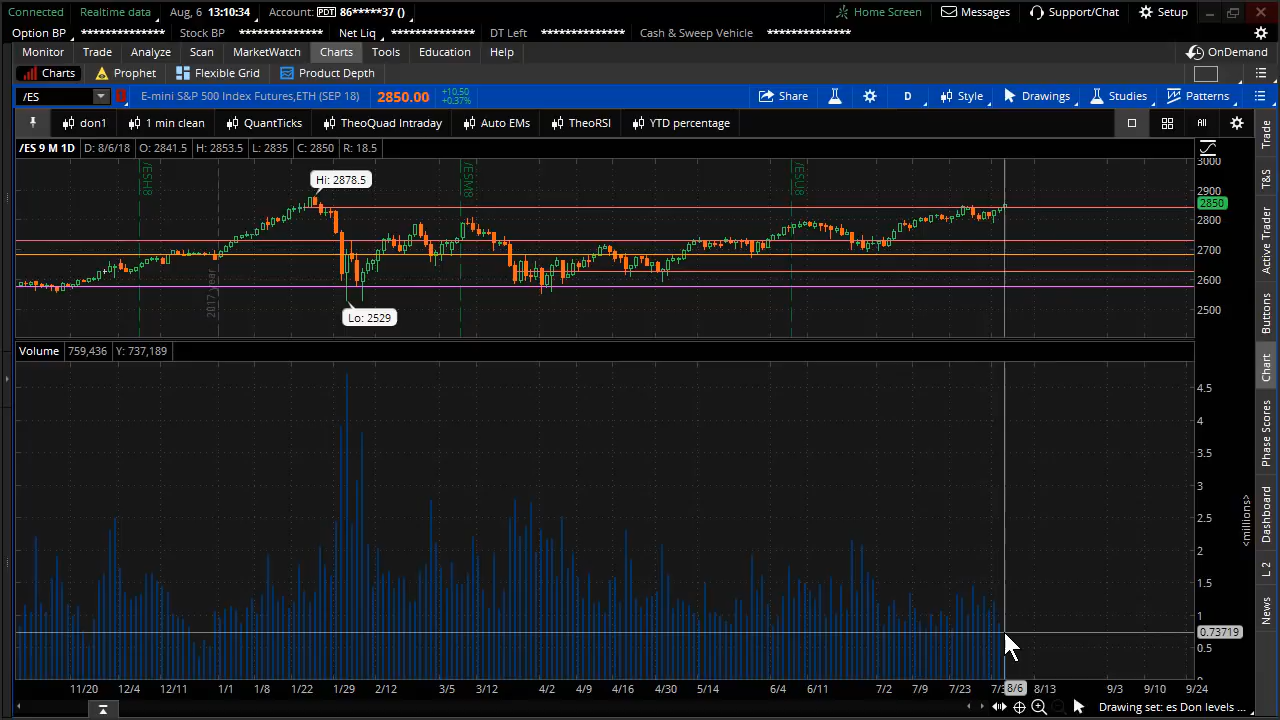 Connected Realtime data Aug, 6 13:10:34 Account: PDT 86*****37 () Home Screen Messages Support/Chat Setup
Option BP *************** Stock BP *************** Net Liq *************** DT Left *************** Cash & Sweep Vehicle ***************
Monitor Trade Analyze Scan MarketWatch Charts Tools Education Help OnDemand
Charts Prophet Flexible Grid Product Depth
/ES E-mini S&P 500 Index Futures,ETH (SEP 18) 2850.00 +10.50 +0.37% Share D Style Drawings Studies Patterns
don1 1 min clean QuantTicks TheoQuad Intraday Auto EMs TheoRSI YTD percentage All
/ES 9 M 1D D: 8/6/18 O: 2841.5 H: 2853.5 L: 2835 C: 2850 R: 18.5
/ESH8 /ESM8 /ESU8
3000
Hi: 2878.5
2900
2850
2800
2700
2600
2017 year
2500
Lo: 2529
Volume 759,436 Y: 737,189
4.5
4
3.5
3
2.5
2
1.5
1
0.73719
0.5
<millions>
11/20 12/4 12/11 1/1 1/8 1/22 1/29 2/12 3/5 3/12 4/2 4/9 4/16 4/30 5/14 6/4 6/11 7/2 7/9 7/23 8/6 8/13 9/3 9/10 9/24
Drawing set: es Don levels ...
Trade
T&S
Active Trader
Buttons
Chart
Phase Scores
Dashboard
L 2
News